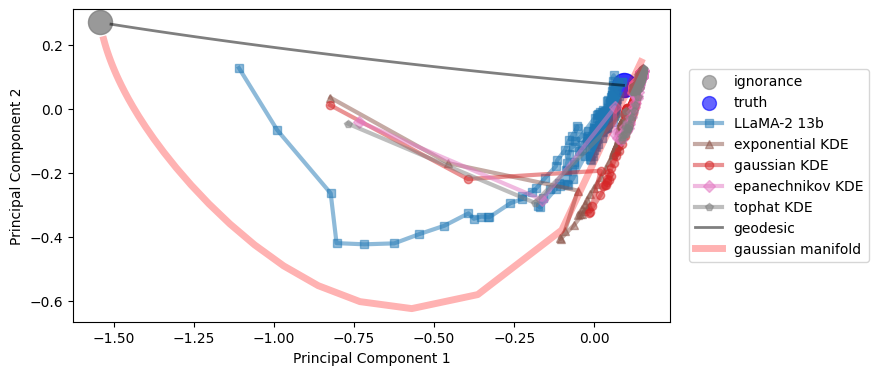 0.2
0.0
−0.2
−0.4
−0.6
Principal Component 2
−1.50
−1.25
−1.00
−0.75
−0.50
−0.25
0.00
Principal Component 1
ignorance
truth
LLaMA-2 13b
exponential KDE
gaussian KDE
epanechnikov KDE
tophat KDE
geodesic
gaussian manifold